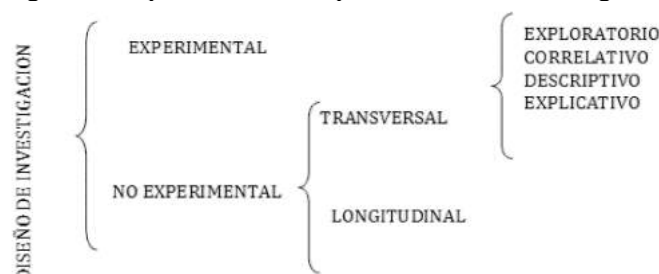 DISEÑO DE INVESTIGACION
EXPERIMENTAL
NO EXPERIMENTAL
TRANSVERSAL
LONGITUDINAL
EXPLORATORIO
CORRELATIVO
DESCRIPTIVO
EXPLICATIVO